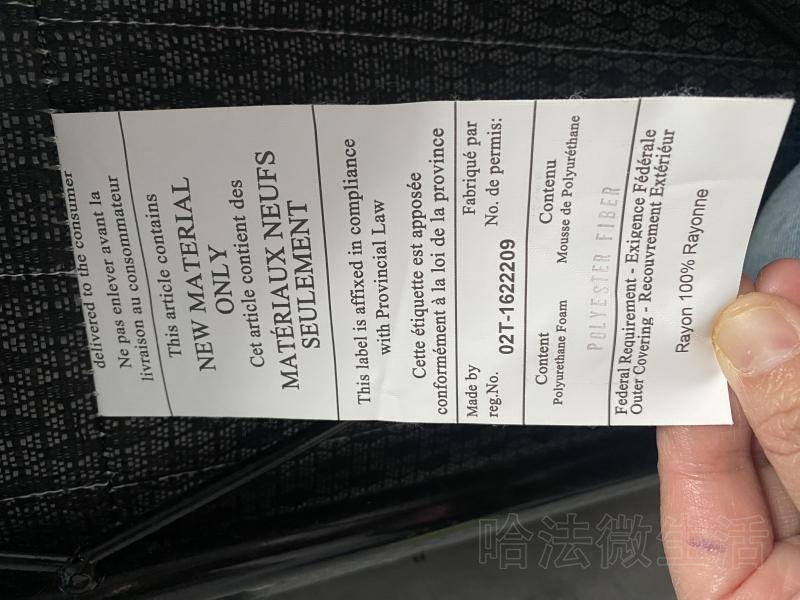 delivered to the consumer
Ne pas enlever avant la
livraison au consommateur
This article contains
NEW MATERIAL
ONLY
Cet article contient des
MATÉRIAUX NEUFS
SEULEMENT
This label is affixed in compliance
with Provincial Law
Cette étiquette est apposée
conformément à la loi de la province
Made by Fabriqué par
reg.No. 02T-1622209 No. de permis:
Content Contenu
Polyurethane Foam Mousse de Polyuréthane
POLYESTER FIBER
Federal Requirement - Exigence Fédérale
Outer Covering - Recouvrement Extérieur
Rayon 100% Rayonne
哈法微生活